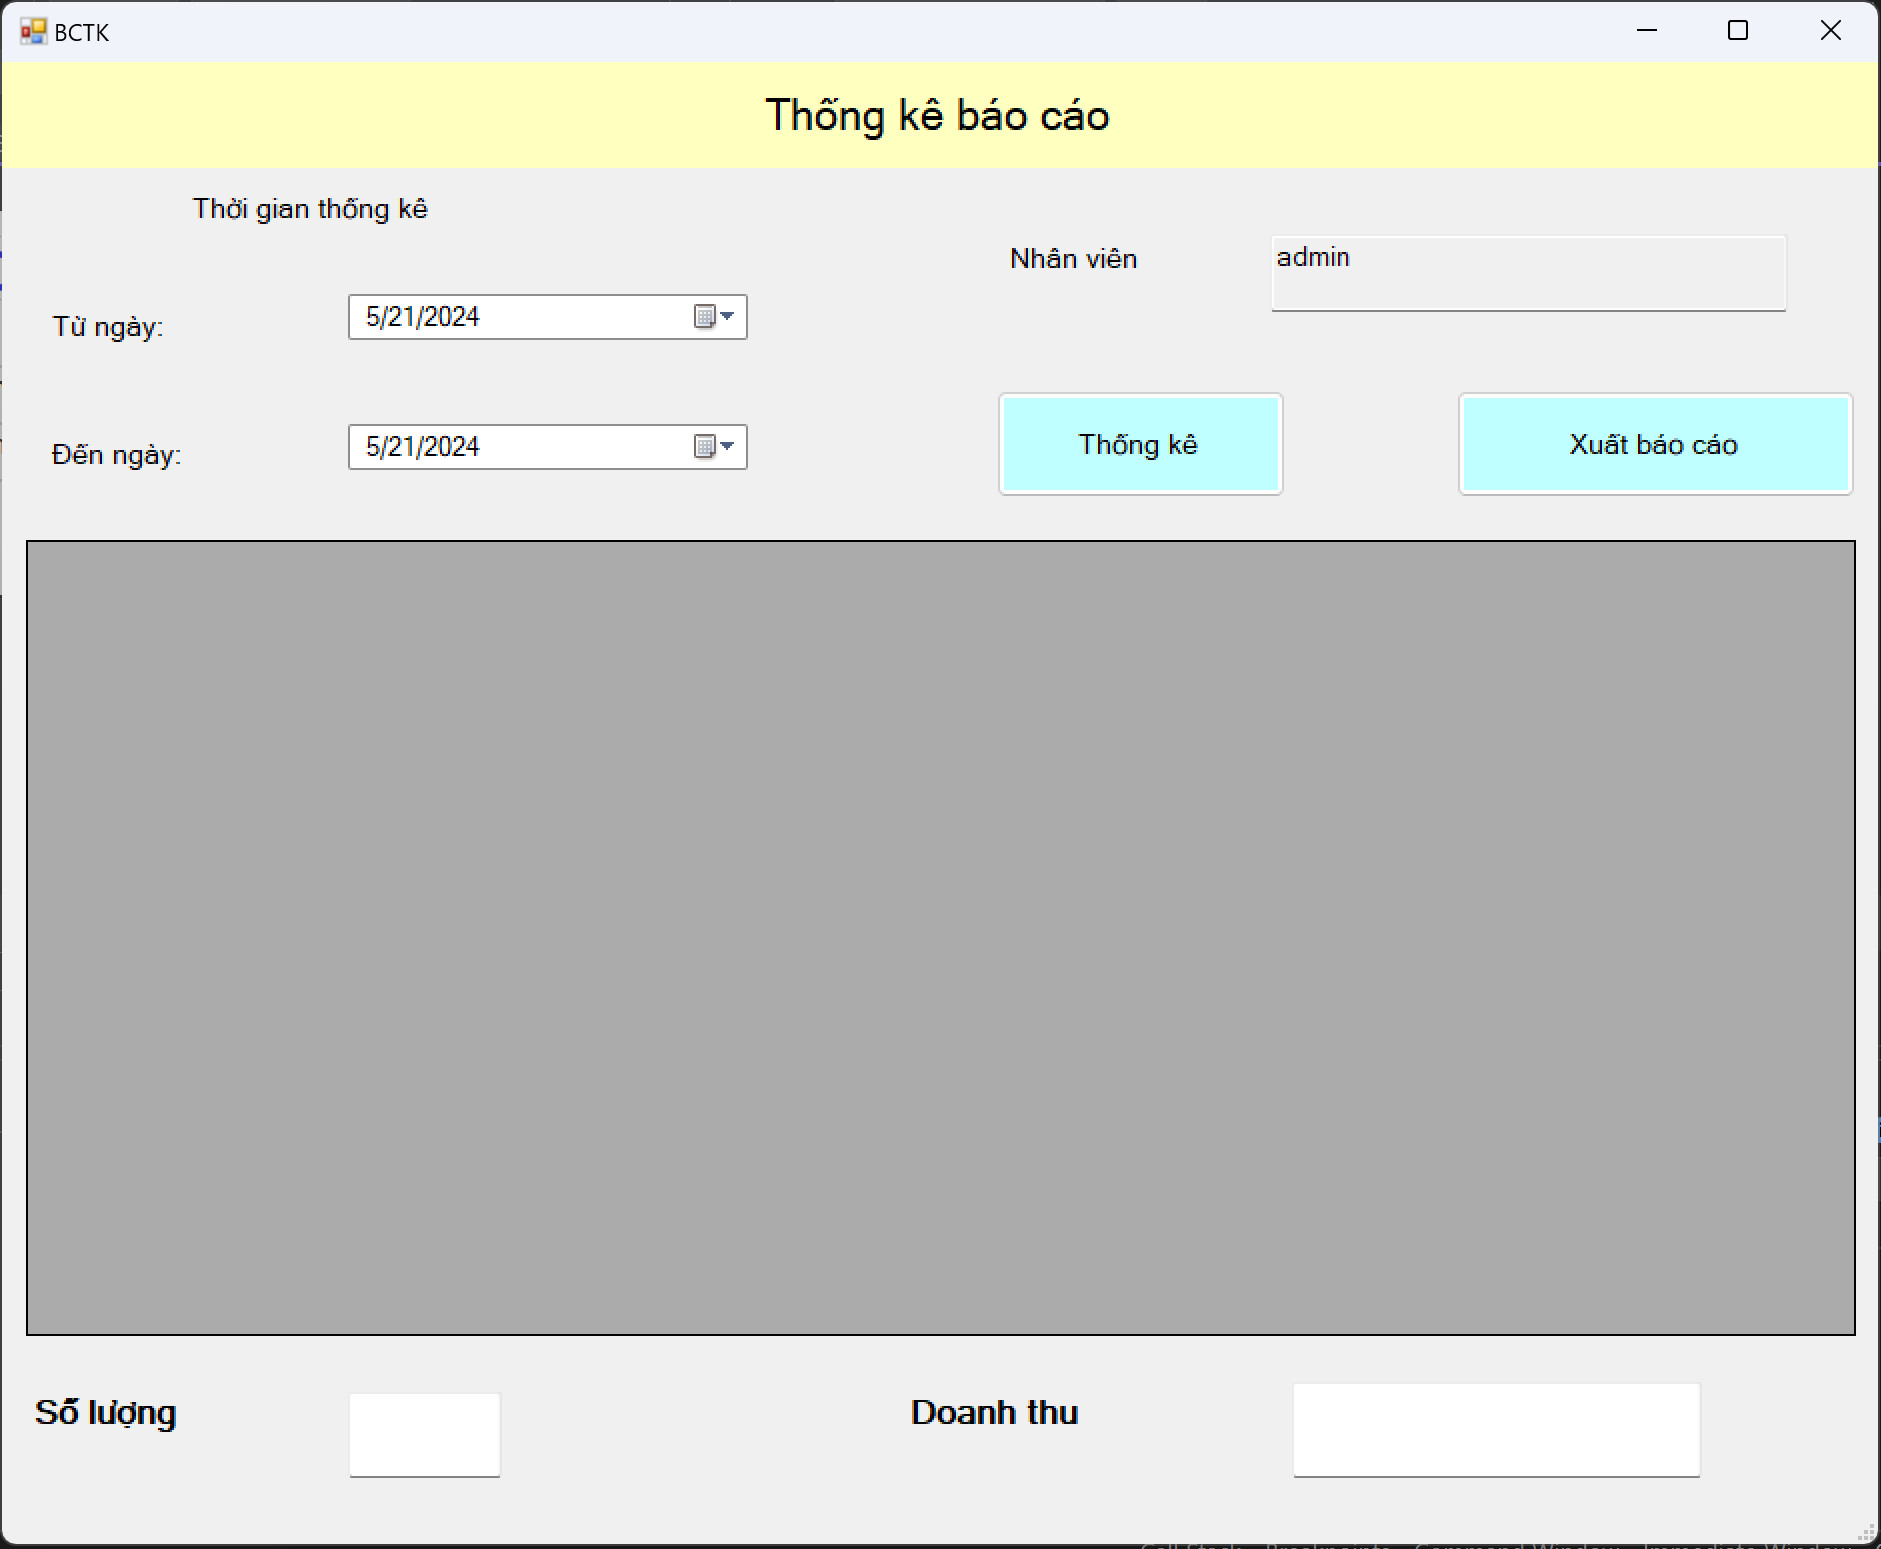 BCTK
Thống kê báo cáo
Thời gian thống kê
Nhân viên
admin
Từ ngày:
5/21/2024
Đến ngày:
5/21/2024
Thống kê
Xuất báo cáo
Số lượng
Doanh thu